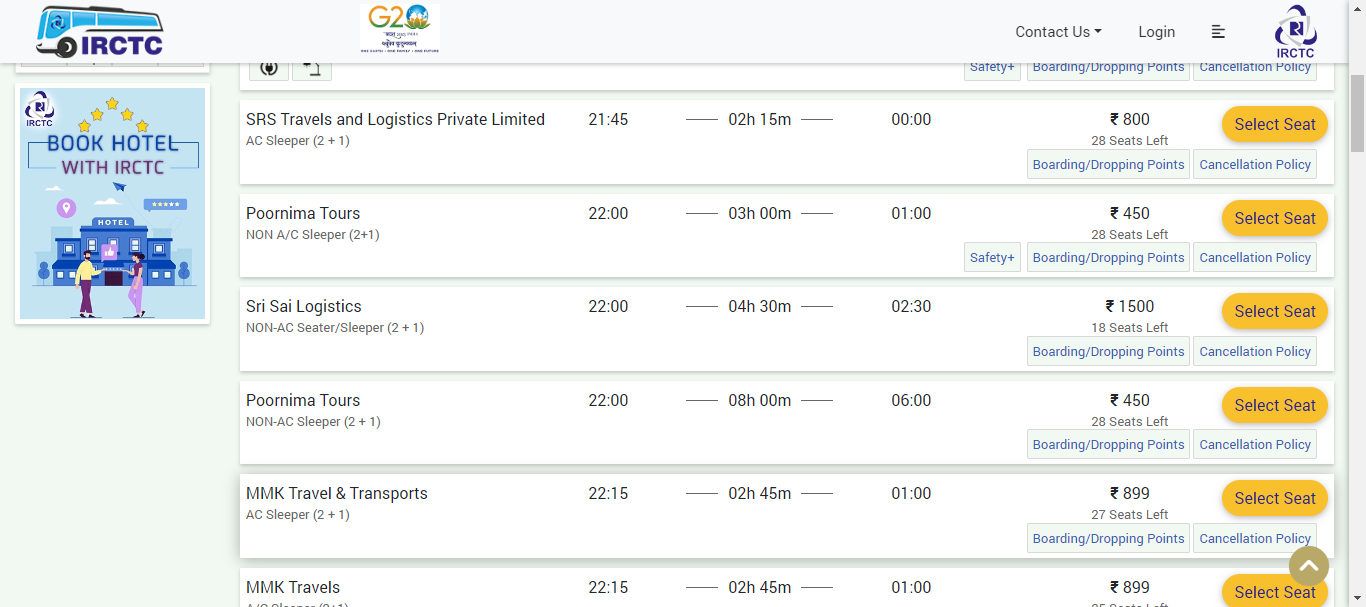 IRCTC
G20
ONE EARTH • ONE FAMILY • ONE FUTURE
Contact Us
Login
IRCTC
Safety+
Boarding/Dropping Points
Cancellation Policy
IRCTC
BOOK HOTEL
WITH IRCTC
HOTEL
SRS Travels and Logistics Private Limited 21:45 02h 15m 00:00 ₹ 800 Select Seat
AC Sleeper (2 + 1) 28 Seats Left
Boarding/Dropping Points Cancellation Policy
Poornima Tours 22:00 03h 00m 01:00 ₹ 450 Select Seat
NON A/C Sleeper (2+1) 28 Seats Left
Safety+ Boarding/Dropping Points Cancellation Policy
Sri Sai Logistics 22:00 04h 30m 02:30 ₹ 1500 Select Seat
NON-AC Seater/Sleeper (2 + 1) 18 Seats Left
Boarding/Dropping Points Cancellation Policy
Poornima Tours 22:00 08h 00m 06:00 ₹ 450 Select Seat
NON-AC Sleeper (2 + 1) 28 Seats Left
Boarding/Dropping Points Cancellation Policy
MMK Travel & Transports 22:15 02h 45m 01:00 ₹ 899 Select Seat
AC Sleeper (2 + 1) 27 Seats Left
Boarding/Dropping Points Cancellation Policy
MMK Travels 22:15 02h 45m 01:00 ₹ 899 Select Seat